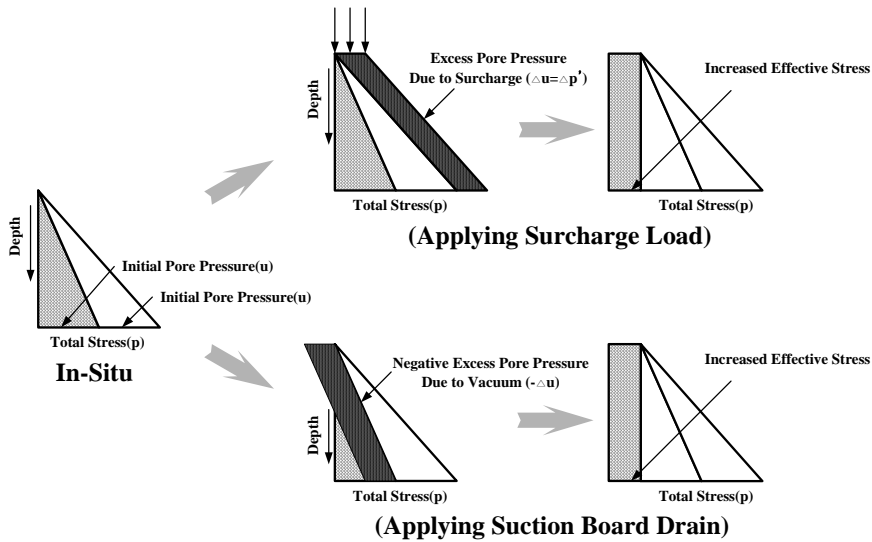 Depth
Initial Pore Pressure(u)
Initial Pore Pressure(u)
Total Stress(p)
In-Situ
Depth
Excess Pore Pressure
Due to Surcharge (△u=△p')
Total Stress(p)
(Applying Surcharge Load)
Increased Effective Stress
Total Stress(p)
Depth
Negative Excess Pore Pressure
Due to Vacuum (-△u)
Total Stress(p)
(Applying Suction Board Drain)
Increased Effective Stress
Total Stress(p)